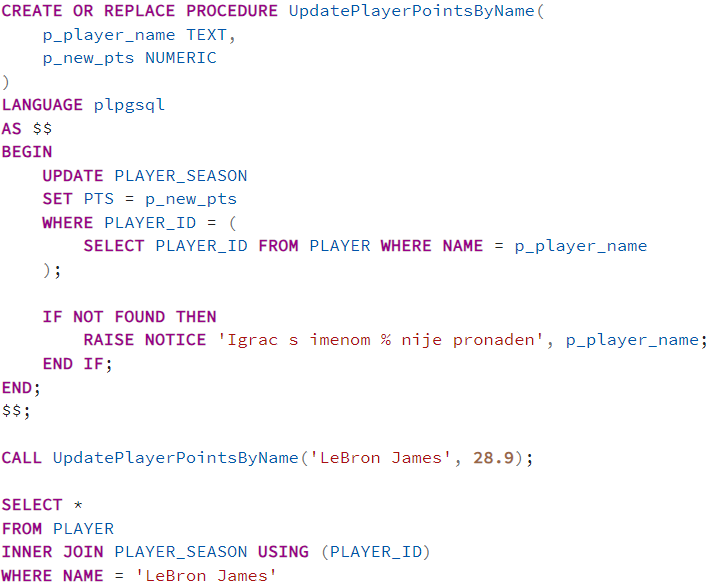 CREATE OR REPLACE PROCEDURE UpdatePlayerPointsByName(
    p_player_name TEXT,
    p_new_pts NUMERIC
)
LANGUAGE plpgsql
AS $$
BEGIN
    UPDATE PLAYER_SEASON
    SET PTS = p_new_pts
    WHERE PLAYER_ID = (
        SELECT PLAYER_ID FROM PLAYER WHERE NAME = p_player_name
    );

    IF NOT FOUND THEN
        RAISE NOTICE 'Igrac s imenom % nije pronaden', p_player_name;
    END IF;
END;
$$;

CALL UpdatePlayerPointsByName('LeBron James', 28.9);

SELECT *
FROM PLAYER
INNER JOIN PLAYER_SEASON USING (PLAYER_ID)
WHERE NAME = 'LeBron James'